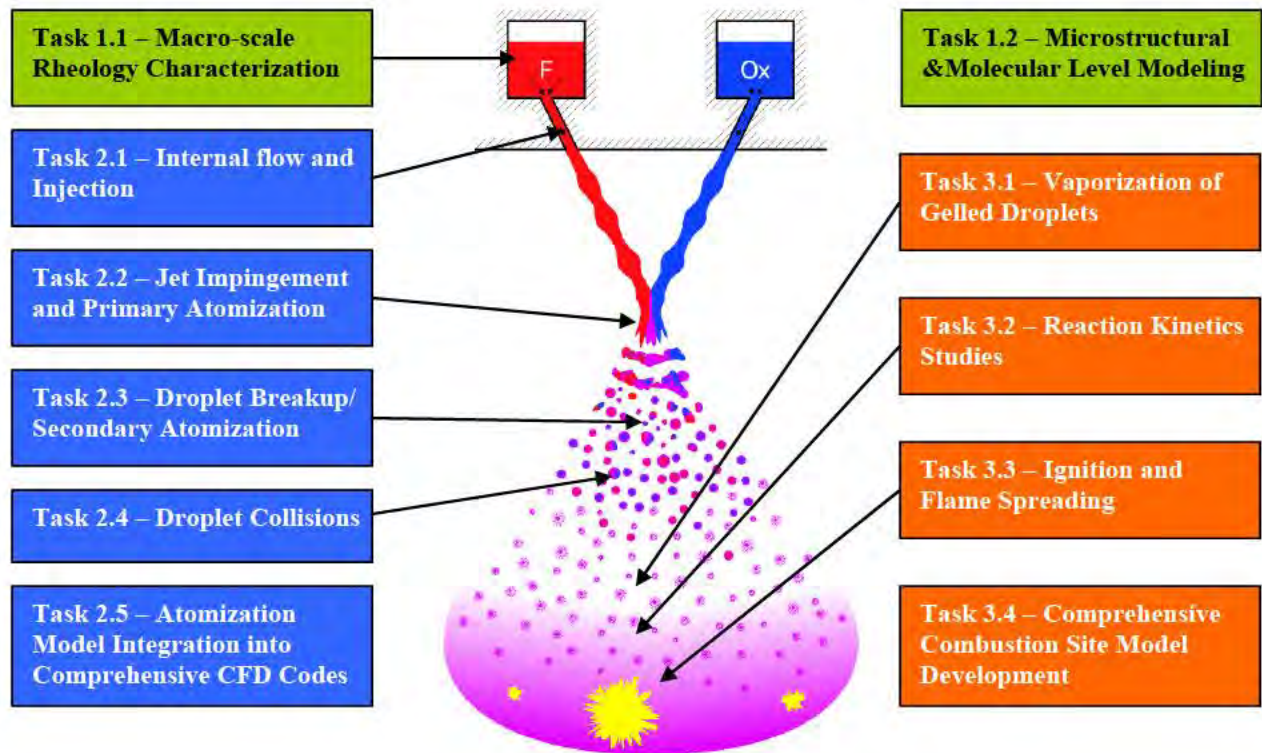 Task 1.1 – Macro-scale
Rheology Characterization
F
Ox
Task 1.2 – Microstructural
&Molecular Level Modeling
Task 2.1 – Internal flow and
Injection
Task 2.2 – Jet Impingement
and Primary Atomization
Task 2.3 – Droplet Breakup/
Secondary Atomization
Task 2.4 – Droplet Collisions
Task 2.5 – Atomization
Model Integration into
Comprehensive CFD Codes
Task 3.1 – Vaporization of
Gelled Droplets
Task 3.2 – Reaction Kinetics
Studies
Task 3.3 – Ignition and
Flame Spreading
Task 3.4 – Comprehensive
Combustion Site Model
Development